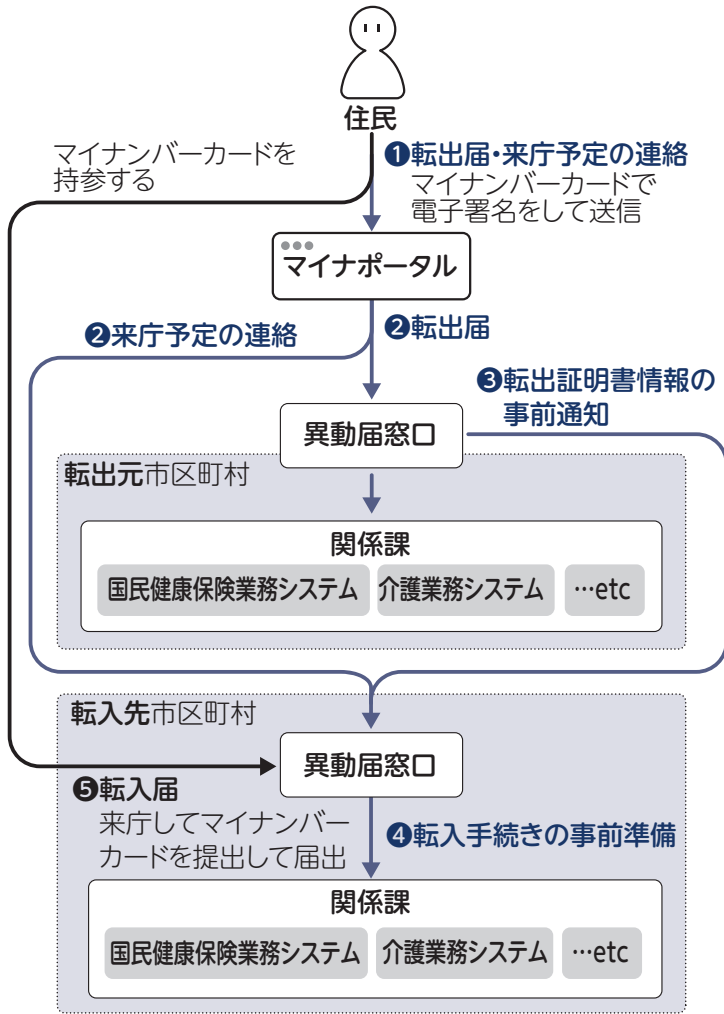 住民
マイナンバーカードを
持参する
❶転出届・来庁予定の連絡
マイナンバーカードで
電子署名をして送信
マイナポータル
❷来庁予定の連絡
❷転出届
❸転出証明書情報の
事前通知
異動届窓口
転出元市区町村
関係課
国民健康保険業務システム
介護業務システム
…etc
転入先市区町村
異動届窓口
❺転入届
来庁してマイナンバー
カードを提出して届出
❹転入手続きの事前準備
関係課
国民健康保険業務システム
介護業務システム
…etc